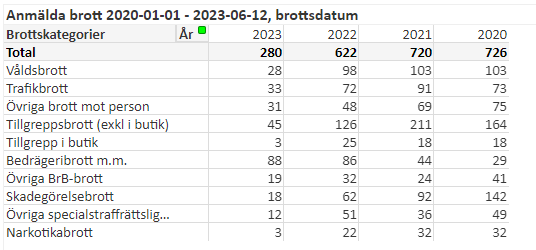 Anmälda brott 2020-01-01 - 2023-06-12, brottsdatum
Brottskategorier År 2023 2022 2021 2020
Total 280 622 720 726
Våldsbrott 28 98 103 103
Trafikbrott 33 72 91 73
Övriga brott mot person 31 48 69 75
Tillgreppsbrott (exkl i butik) 45 126 211 164
Tillgrepp i butik 3 25 18 18
Bedrägeribrott m.m. 88 86 44 29
Övriga BrB-brott 19 32 24 41
Skadegörelsebrott 18 62 92 142
Övriga specialstraffrättslig... 12 51 36 49
Narkotikabrott 3 22 32 32